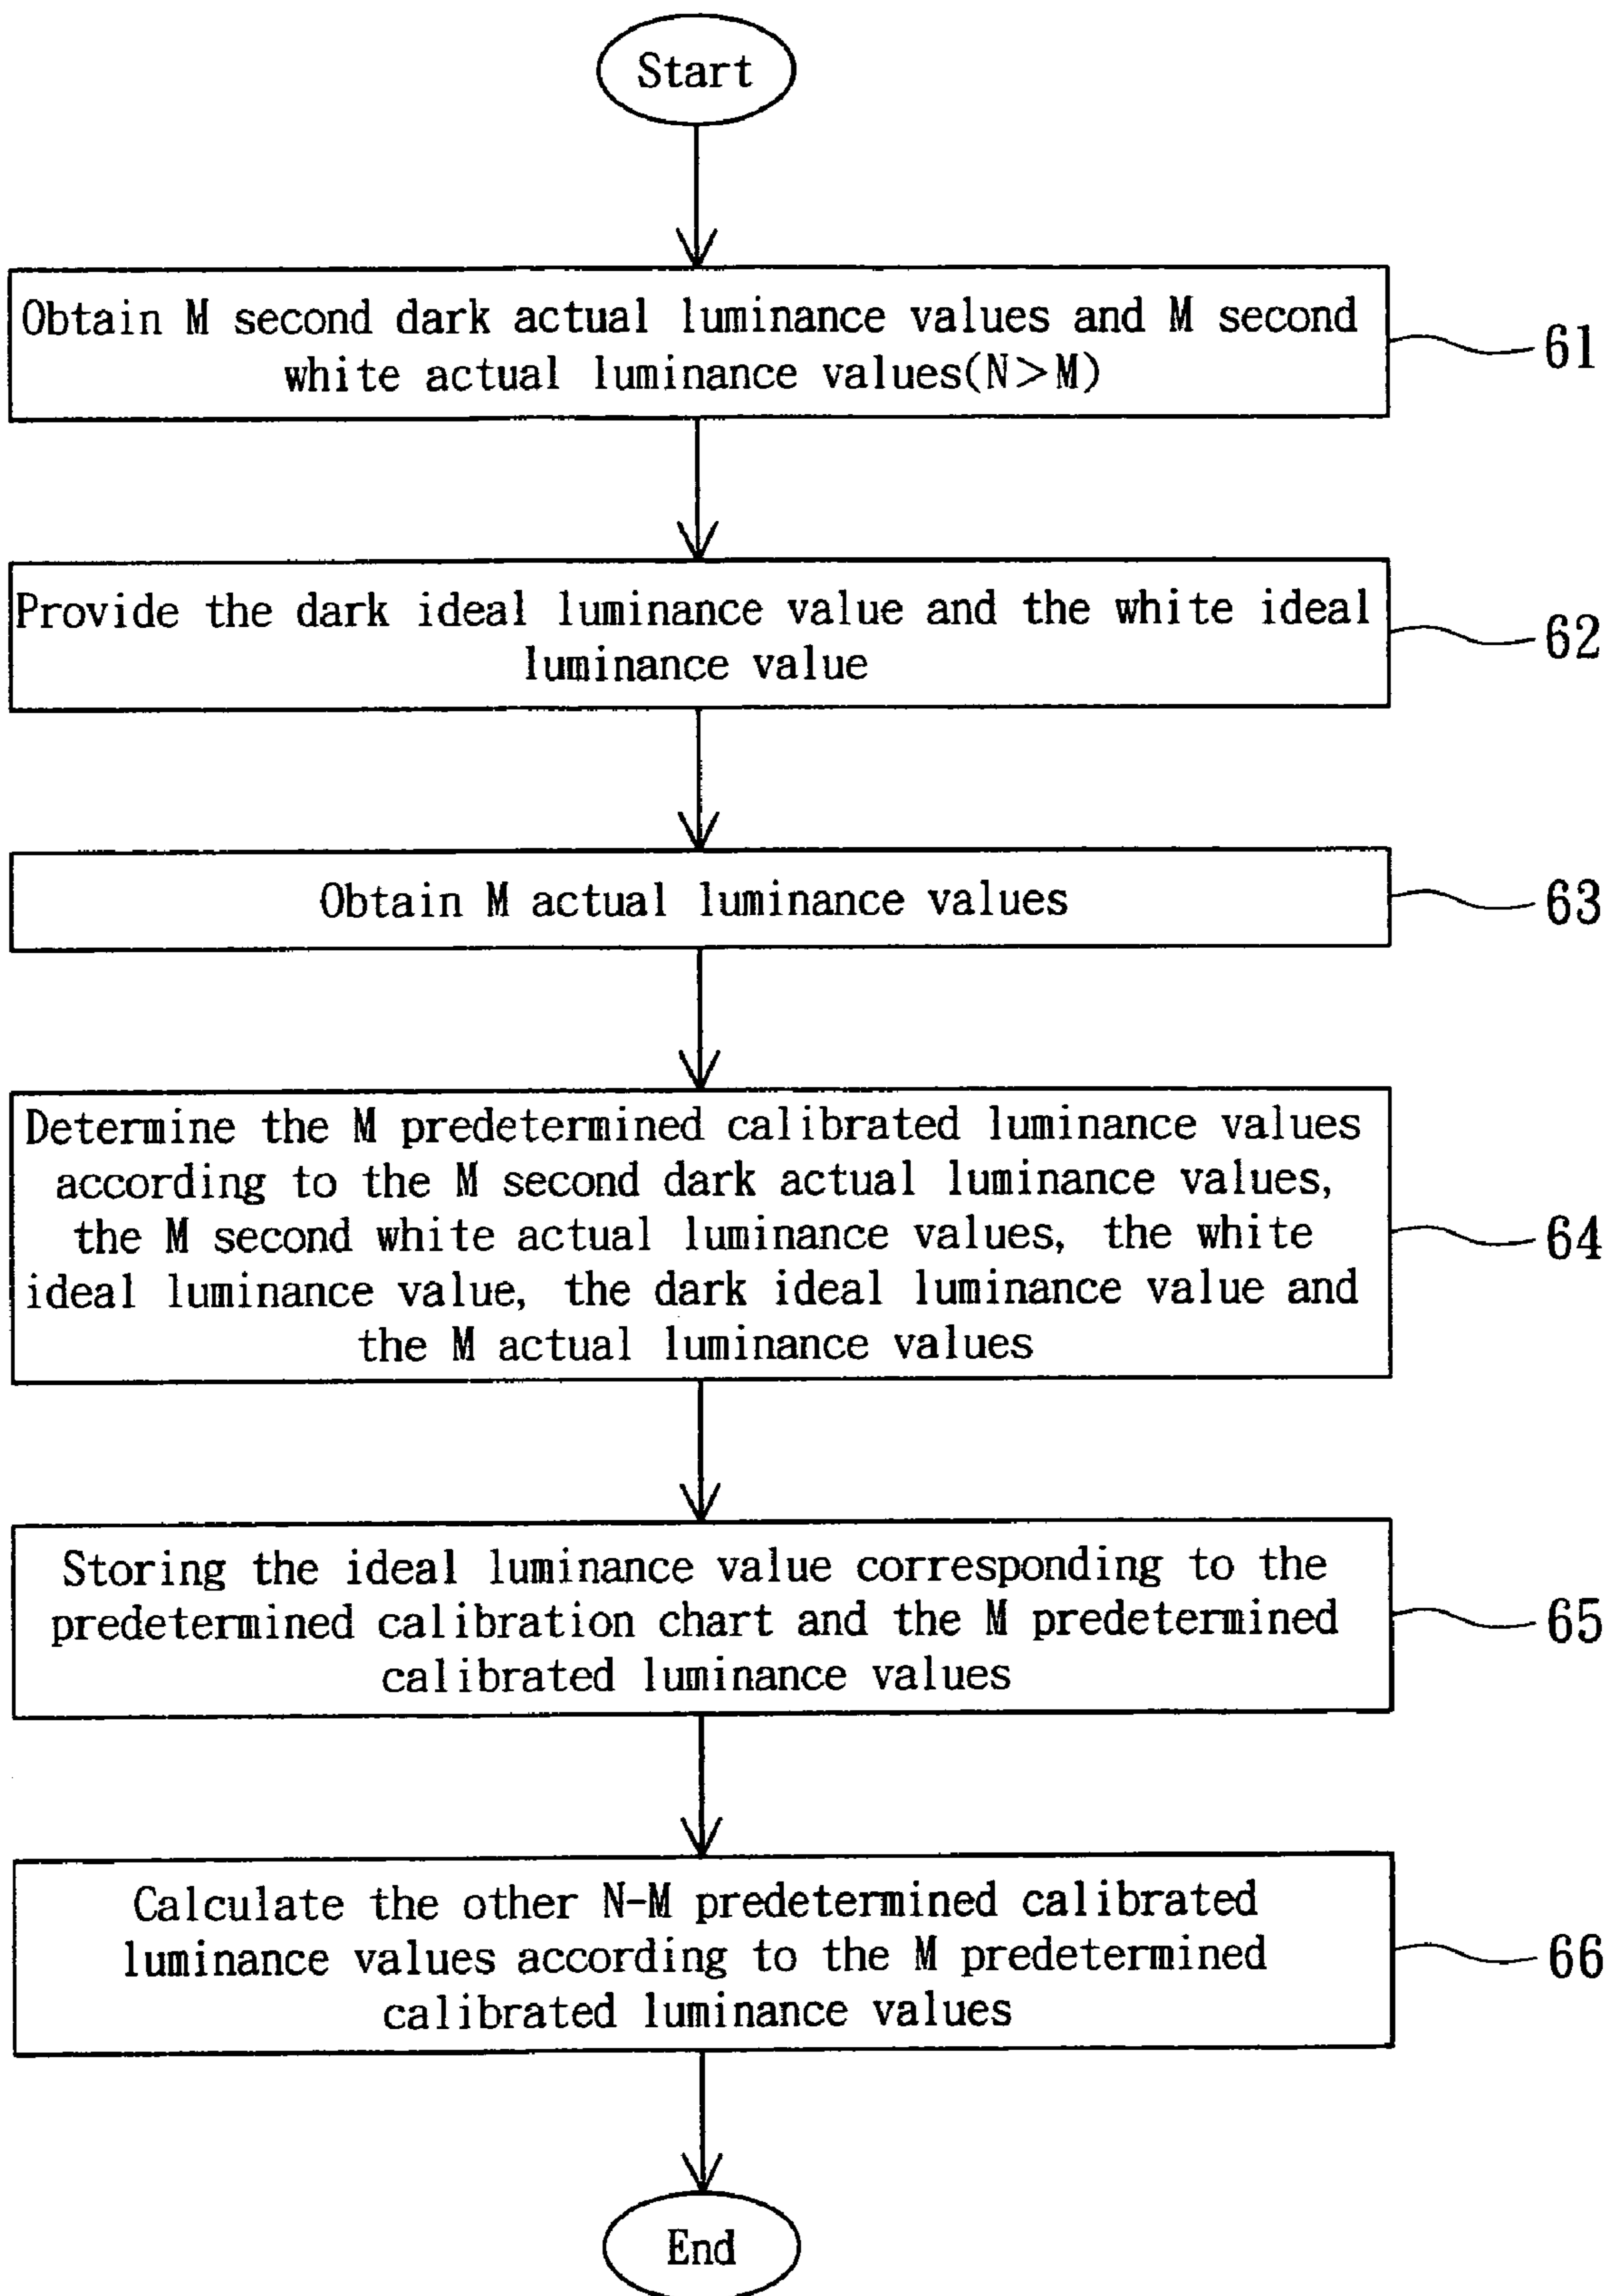 Start
Obtain M second dark actual luminance values and M second
white actual luminance values(N>M)
61
Provide the dark ideal luminance value and the white ideal
luminance value
62
Obtain M actual luminance values
63
Determine the M predetermined calibrated luminance values
according to the M second dark actual luminance values,
the M second white actual luminance values, the white
ideal luminance value, the dark ideal luminance value and
the M actual luminance values
64
Storing the ideal luminance value corresponding to the
predetermined calibration chart and the M predetermined
calibrated luminance values
65
Calculate the other N-M predetermined calibrated
luminance values according to the M predetermined
calibrated luminance values
66
End